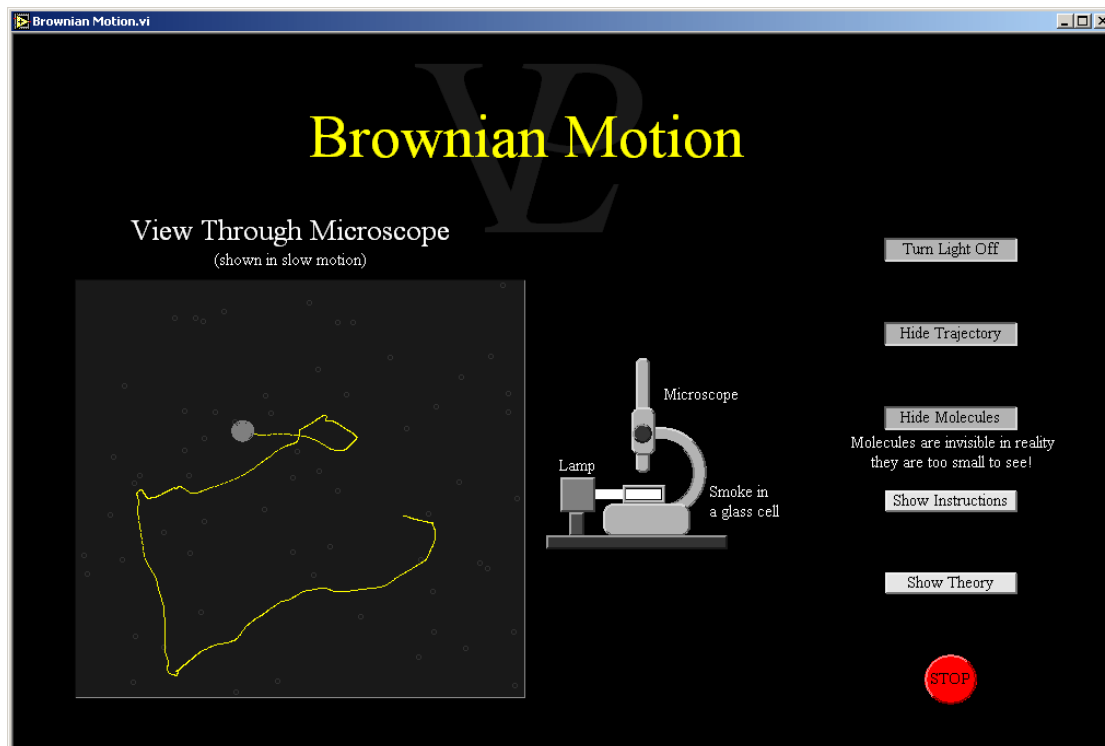 Brownian Motion.vi
VPL
Brownian Motion
View Through Microscope
(shown in slow motion)
Turn Light Off
Hide Trajectory
Hide Molecules
Molecules are invisible in reality
they are too small to see!
Microscope
Lamp
Smoke in
a glass cell
Show Instructions
Show Theory
STOP